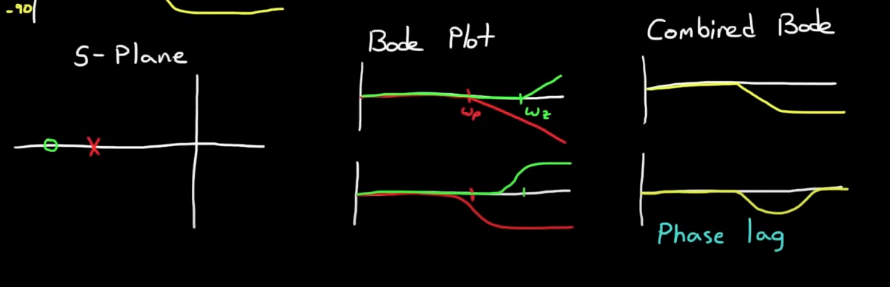 -90
S-Plane
Bode Plot
Combined Bode
ωp
ωz
Phase lag